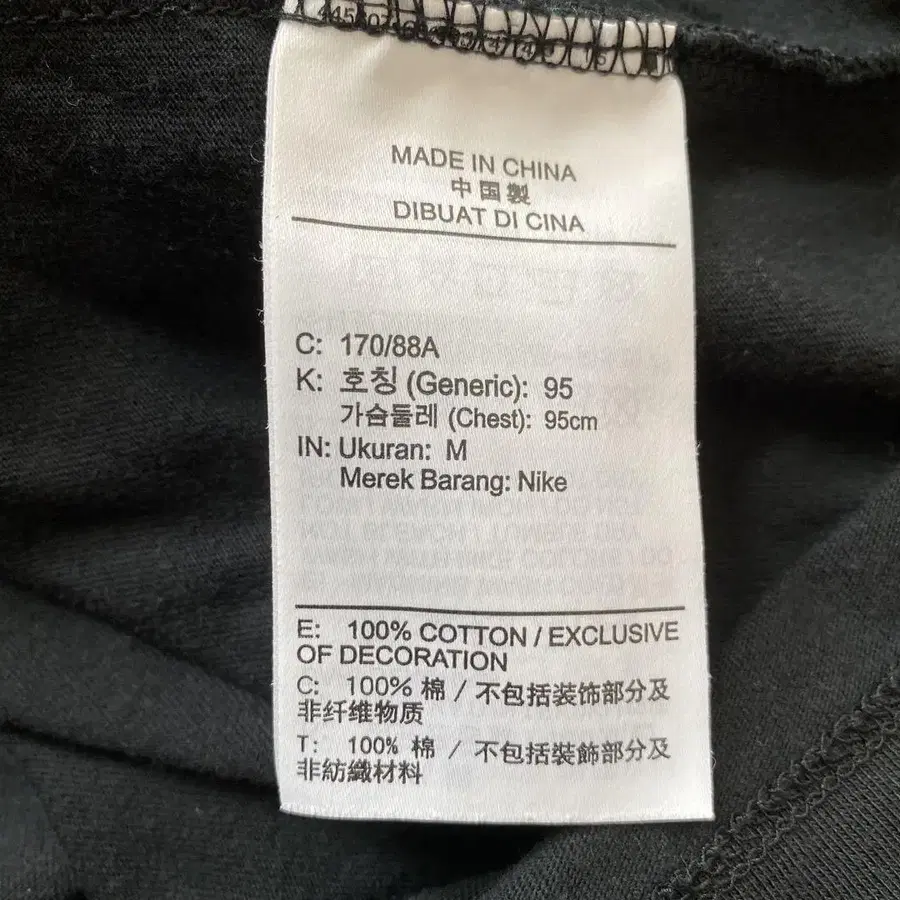 MADE IN CHINA
中国製
DIBUAT DI CINA
C: 170/88A
K: 호칭 (Generic): 95
가슴둘레 (Chest): 95cm
IN: Ukuran: M
Merek Barang: Nike
E: 100% COTTON / EXCLUSIVE
OF DECORATION
C: 100% 棉 / 不包括装饰部分及
非纤维物质
T: 100% 棉 / 不包括裝飾部分及
非紡織材料